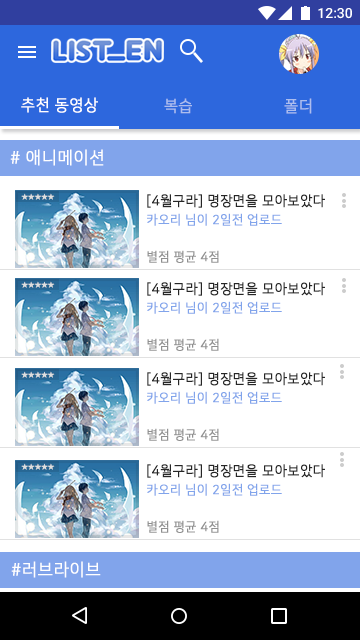 12:30
LIST_EN
추천 동영상
복습
폴더
# 애니메이션
[4월구라] 명장면을 모아보았다
카오리 님이 2일전 업로드
별점 평균 4점
[4월구라] 명장면을 모아보았다
카오리 님이 2일전 업로드
별점 평균 4점
[4월구라] 명장면을 모아보았다
카오리 님이 2일전 업로드
별점 평균 4점
[4월구라] 명장면을 모아보았다
카오리 님이 2일전 업로드
별점 평균 4점
#러브라이브